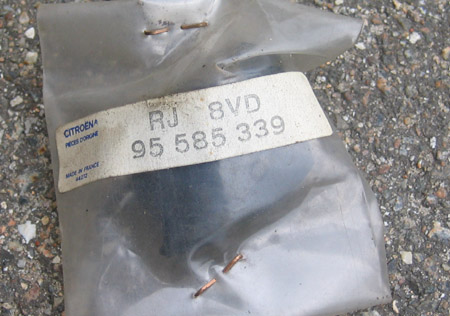 CITROËN
PIÈCES D'ORIGINE
RJ 8VD
95 585 339
MADE IN FRANCE